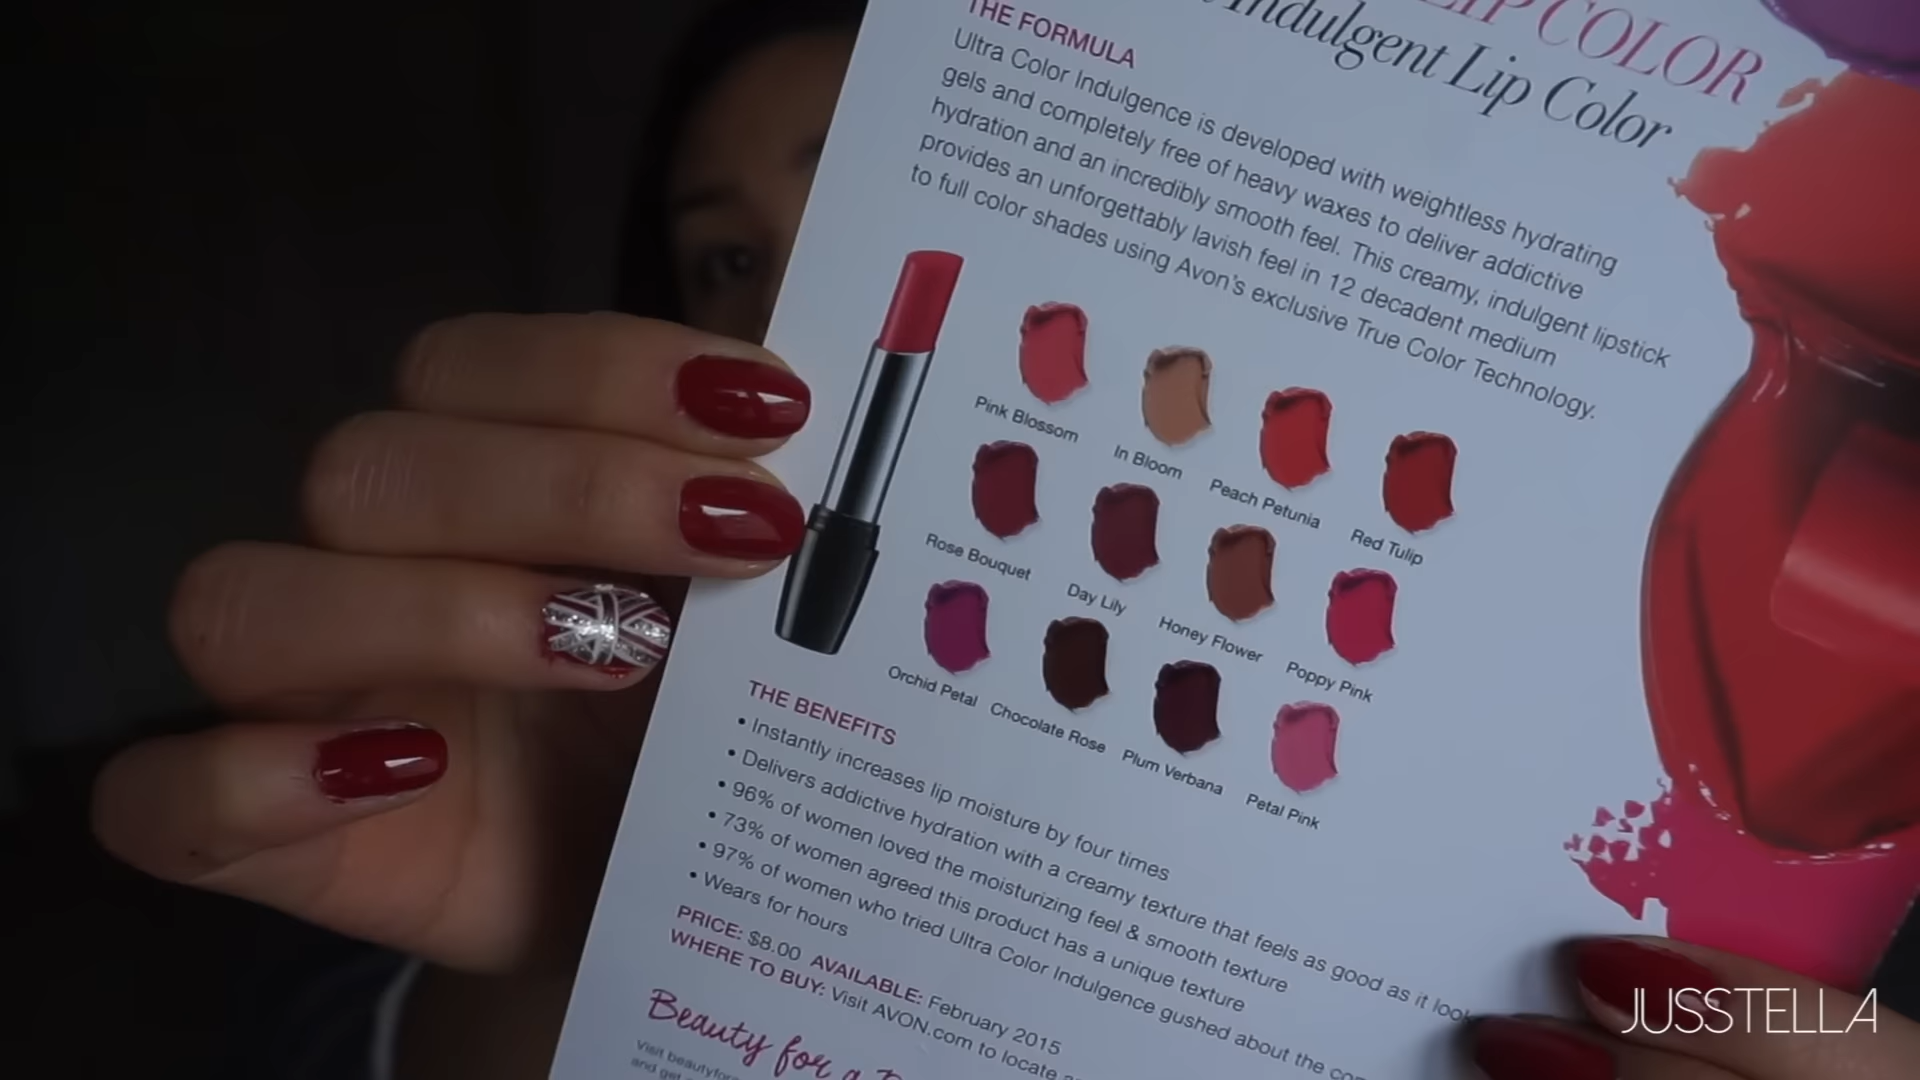 LIP COLOR
Indulgent Lip Color
THE FORMULA
Ultra Color Indulgence is developed with weightless hydrating
gels and completely free of heavy waxes to deliver addictive
hydration and an incredibly smooth feel. This creamy, indulgent lipstick
provides an unforgettably lavish feel in 12 decadent medium
to full color shades using Avon's exclusive True Color Technology.
Pink Blossom
In Bloom
Peach Petunia
Red Tulip
Rose Bouquet
Day Lily
Honey Flower
Poppy Pink
Orchid Petal
Chocolate Rose
Plum Verbana
Petal Pink
THE BENEFITS
• Instantly increases lip moisture by four times
• Delivers addictive hydration with a creamy texture that feels as good as it look
• 96% of women loved the moisturizing feel & smooth texture
• 73% of women agreed this product has a unique texture
• 97% of women who tried Ultra Color Indulgence gushed about the
• Wears for hours
PRICE: $8.00 AVAILABLE: February 2015
WHERE TO BUY: Visit AVON.com to locate
Beauty for a
Visit
and get
JUSSTELLA